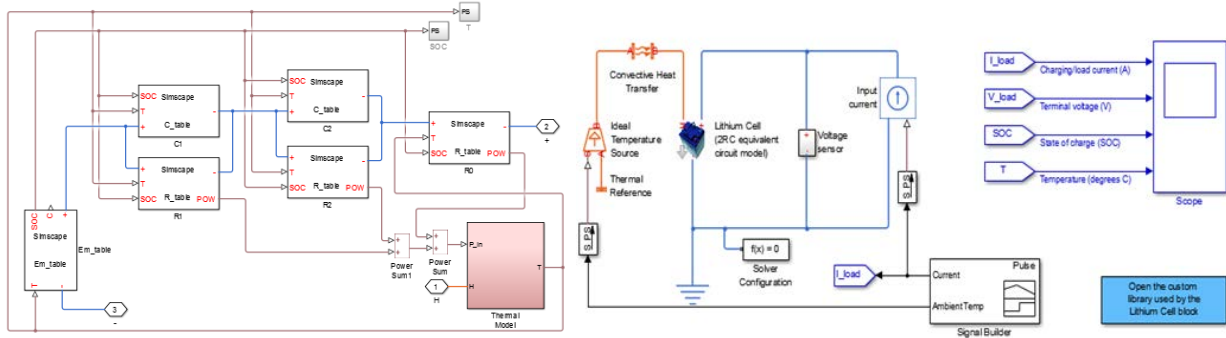 PS
T
PS
SOC
SOC
Simscape
T
-
+
C_table
C1
SOC
Simscape
T
-
+
C_table
C2
+
Simscape
-
T
R_table
SOC
POW
R1
+
Simscape
-
T
R_table
SOC
POW
R2
+
Simscape
-
T
R_table
SOC
POW
R0
2
+
SOC
C
+
Simscape
Em_table
T
-
Em_table
3
-
+
+
Power
Sum1
+
+
Power
Sum
P_in
T
H
Thermal
Model
1
H
A
B
Convective Heat
Transfer
Ideal
Temperature
Source
Thermal
Reference
S_PS
Lithium Cell
(2RC equivalent
circuit model)
+
-
Voltage
sensor
Input
current
S_PS
f(x) = 0
Solver
Configuration
I_load
Pulse
Current
AmbientTemp
Signal Builder
I_load
Charging/load current (A)
V_load
Terminal voltage (V)
SOC
State of charge (SOC)
T
Temperature (degrees C)
Scope
Open the custom
library used by the
Lithium Cell block